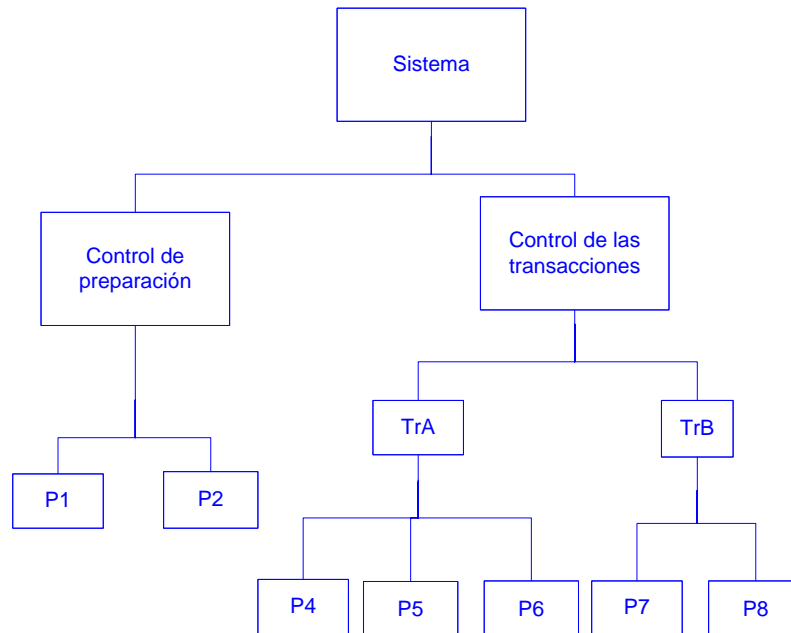 Sistema
Control de
preparación
Control de las
transacciones
TrA
TrB
P1
P2
P4
P5
P6
P7
P8